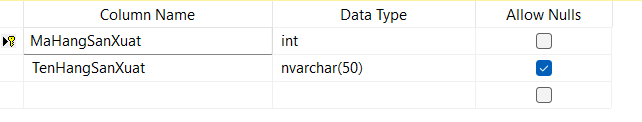 Column Name Data Type Allow Nulls
MaHangSanXuat int
TenHangSanXuat nvarchar(50)